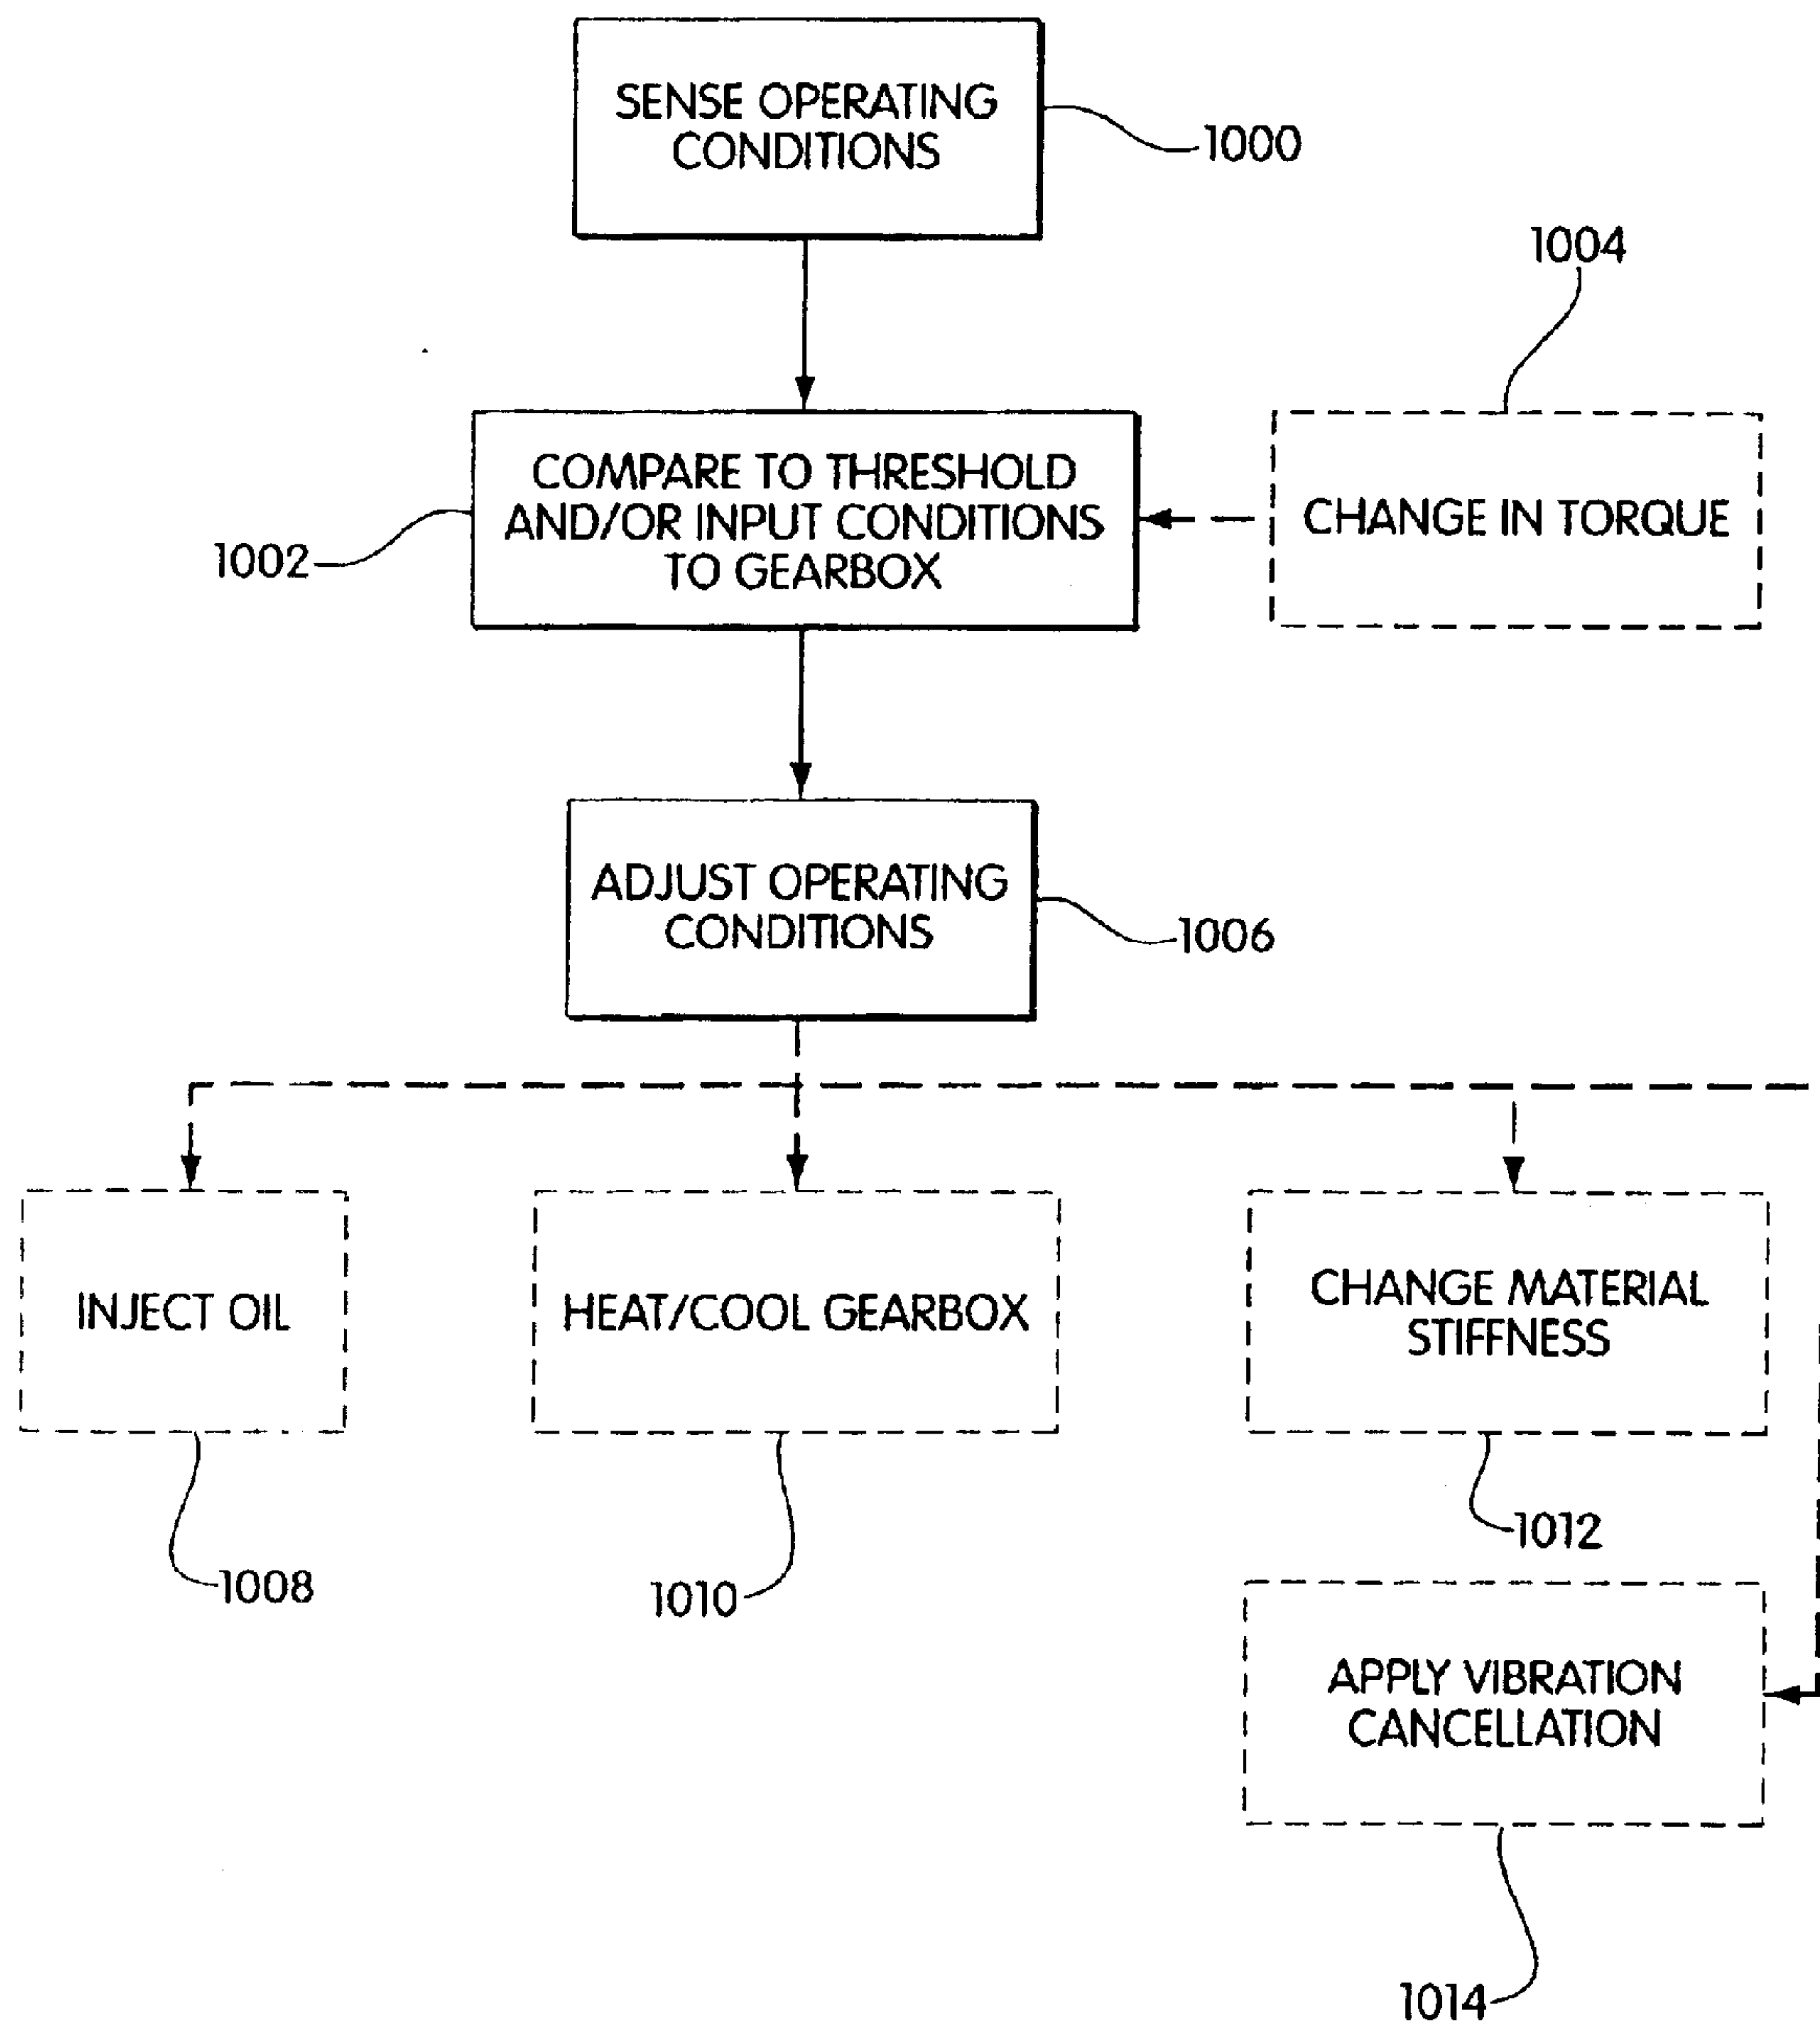 SENSE OPERATING
CONDITIONS
1000
1004
COMPARE TO THRESHOLD
AND/OR INPUT CONDITIONS
TO GEARBOX
1002
CHANGE IN TORQUE
ADJUST OPERATING
CONDITIONS
1006
INJECT OIL
HEAT/COOL GEARBOX
CHANGE MATERIAL
STIFFNESS
1008
1010
1012
APPLY VIBRATION
CANCELLATION
1014